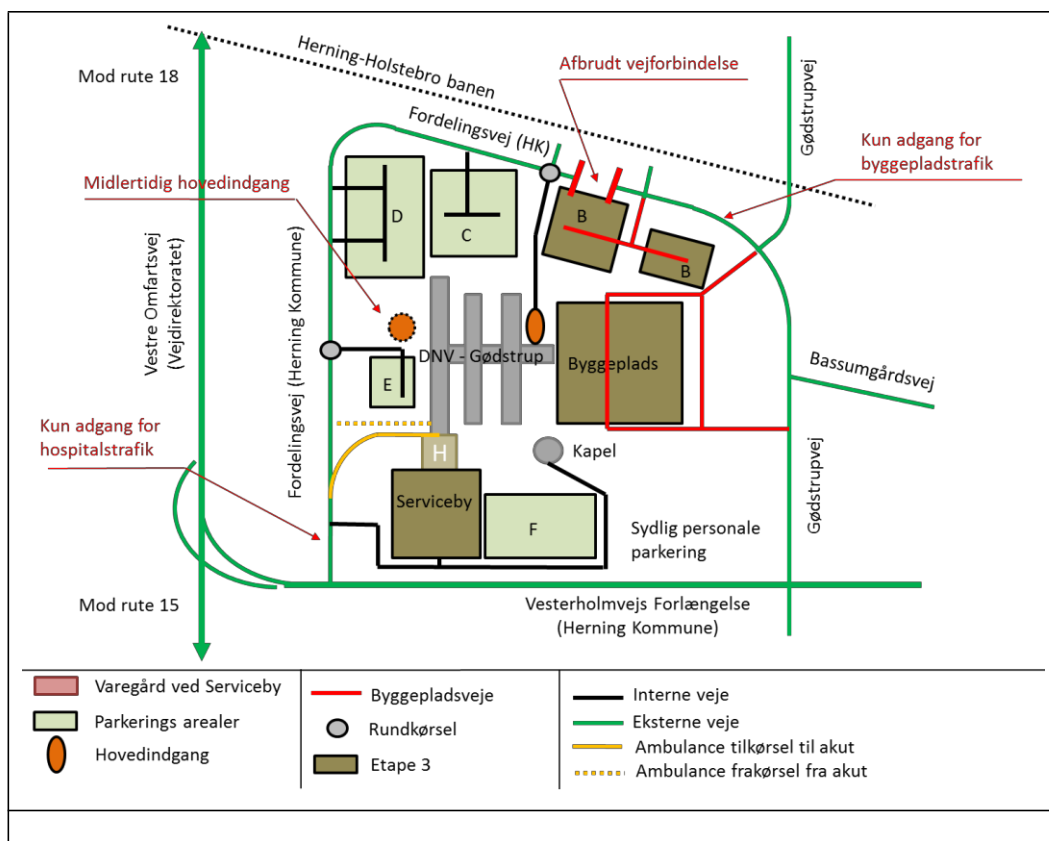 Mod rute 18
Herning-Holstebro banen
Afbrudt vejforbindelse
Gødstrupvej
Fordelingsvej (HK)
Kun adgang for
byggepladstrafik
Midlertidig hovedindgang
D
C
B
B
Vestre Omfartsvej
(Vejdirektoratet)
Fordelingsvej (Herning Kommune)
DNV - Gødstrup
Byggeplads
E
Bassumgårdsvej
Kun adgang for
hospitalstrafik
H
Kapel
Serviceby
F
Sydlig personale
parkering
Gødstrupvej
Mod rute 15
Vesterholmvejs Forlængelse
(Herning Kommune)
Varegård ved Serviceby
Parkerings arealer
Hovedindgang
Byggepladsveje
Rundkørsel
Etape 3
Interne veje
Eksterne veje
Ambulance tilkørsel til akut
Ambulance frakørsel fra akut